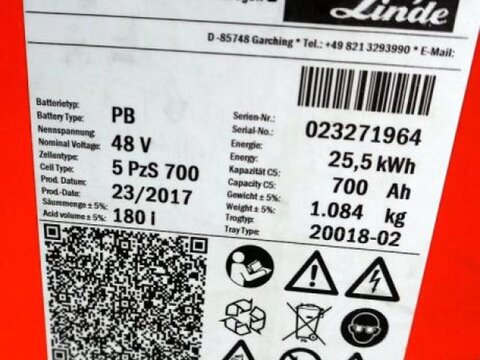 Linde
D -85748 Garching * Tel.: +49 821 3293990 * E-Mail:
Batterietyp:
Battery Type: PB
Nennspannung:
Nominal Voltage: 48 V
Zellentype:
Cell Type: 5 PzS 700
Prod. Datum:
Prod.-Date: 23/2017
Säuremenge ± 5%:
Acid volume ± 5%: 180 l
Serien-Nr.:
Serial-No.: 023271964
Energie:
Energy: 25,5 kWh
Kapazität C5:
Capacity C5: 700 Ah
Gewicht ± 5%:
Weight ± 5%: 1.084 kg
Trogtyp:
Tray Type: 20018-02
Pb